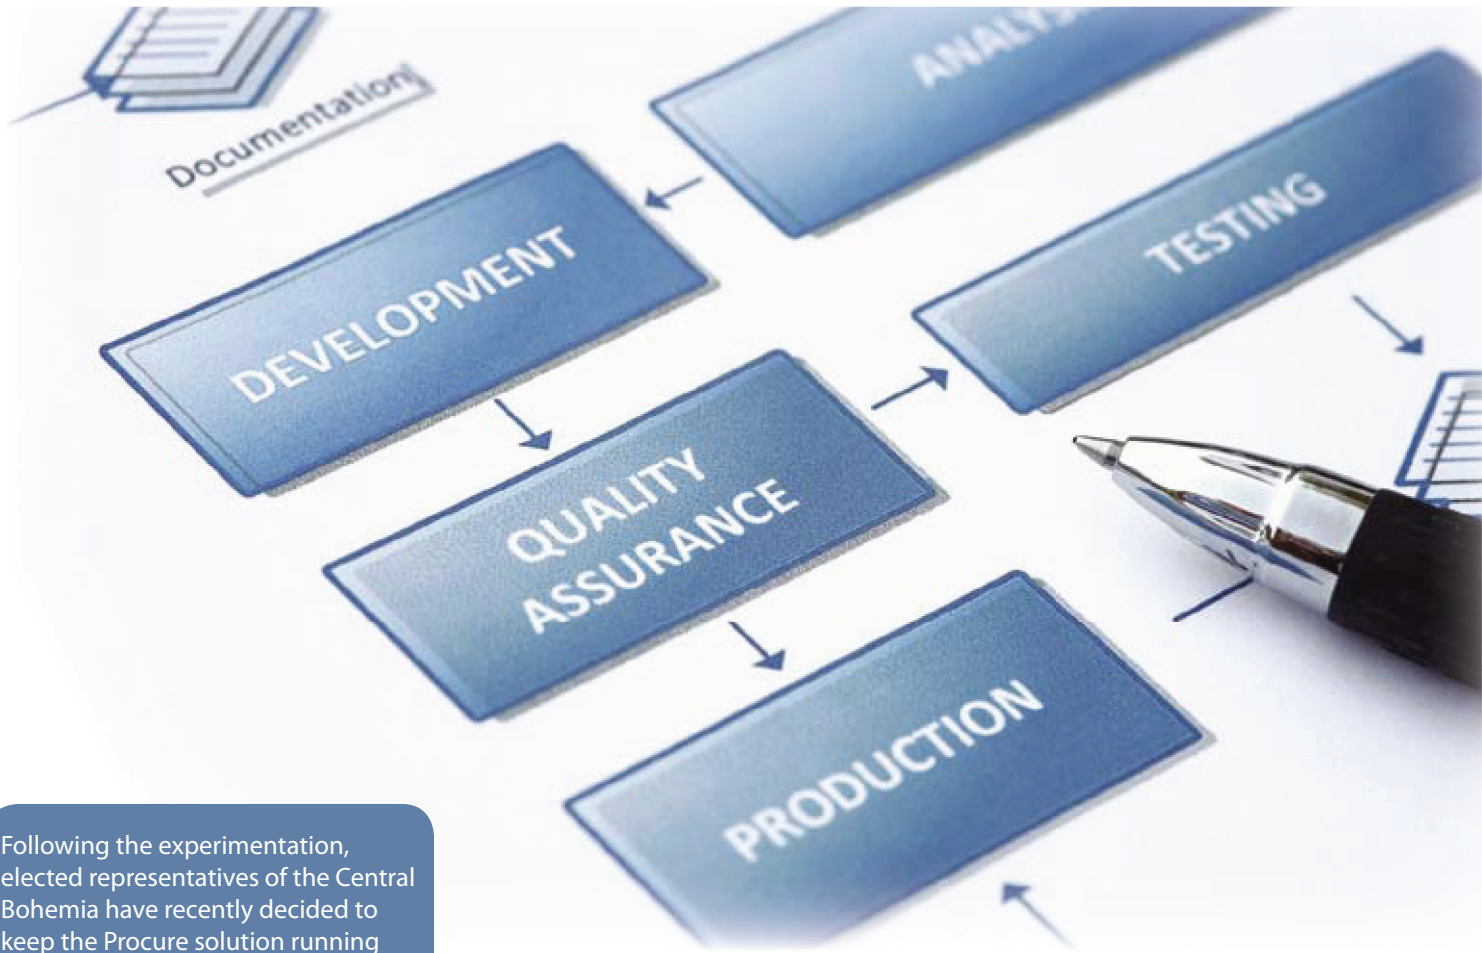 Documentation
DEVELOPMENT
TESTING
QUALITY
ASSURANCE
PRODUCTION
Following the experimentation,
elected representatives of the Central
Bohemia have recently decided to
keep the Procure solution running